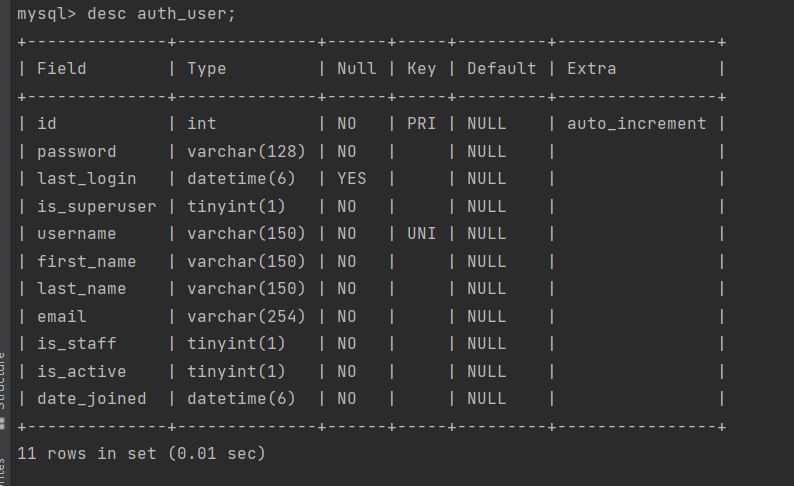 mysql> desc auth_user;
+--------------+--------------+------+-----+---------+----------------+
| Field        | Type         | Null | Key | Default | Extra          |
+--------------+--------------+------+-----+---------+----------------+
| id           | int          | NO   | PRI | NULL    | auto_increment |
| password     | varchar(128) | NO   |     | NULL    |                |
| last_login   | datetime(6)  | YES  |     | NULL    |                |
| is_superuser | tinyint(1)   | NO   |     | NULL    |                |
| username     | varchar(150) | NO   | UNI | NULL    |                |
| first_name   | varchar(150) | NO   |     | NULL    |                |
| last_name    | varchar(150) | NO   |     | NULL    |                |
| email        | varchar(254) | NO   |     | NULL    |                |
| is_staff     | tinyint(1)   | NO   |     | NULL    |                |
| is_active    | tinyint(1)   | NO   |     | NULL    |                |
| date_joined  | datetime(6)  | NO   |     | NULL    |                |
+--------------+--------------+------+-----+---------+----------------+
11 rows in set (0.01 sec)
Structure